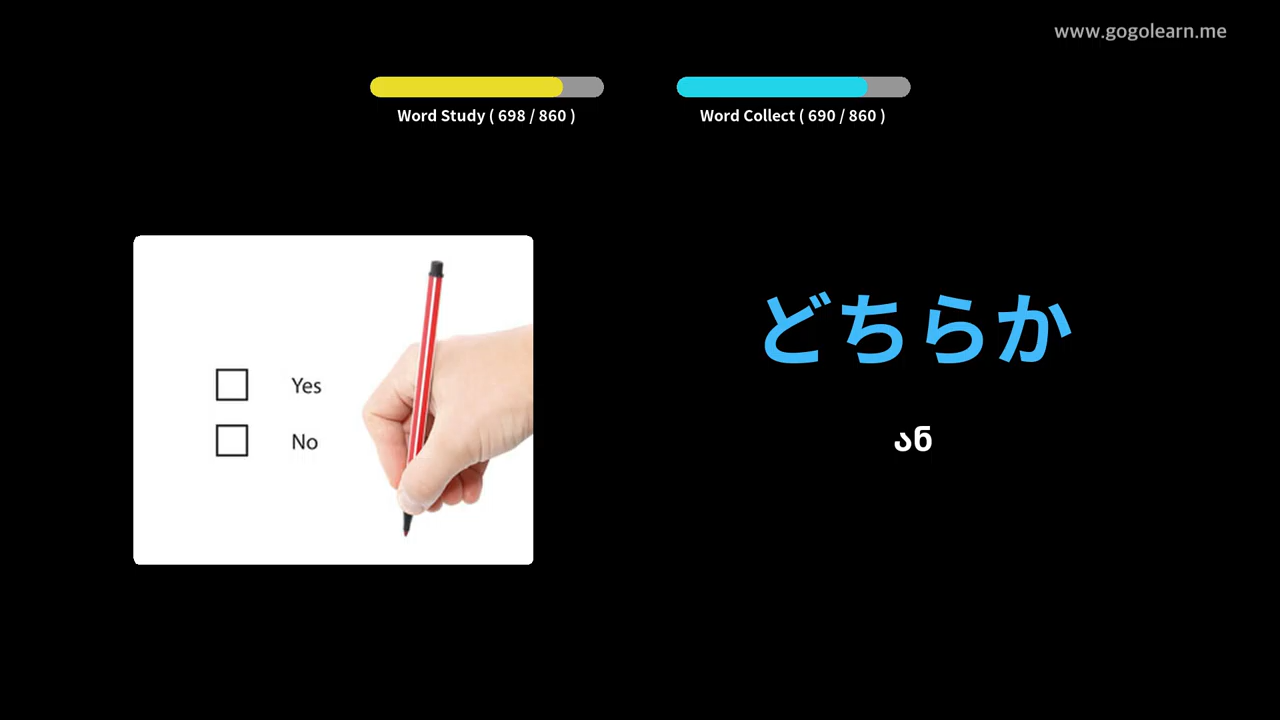 www.gogolearn.me
Word Study ( 698 / 860 )
Word Collect ( 690 / 860 )
Yes
No
どちらか
ან